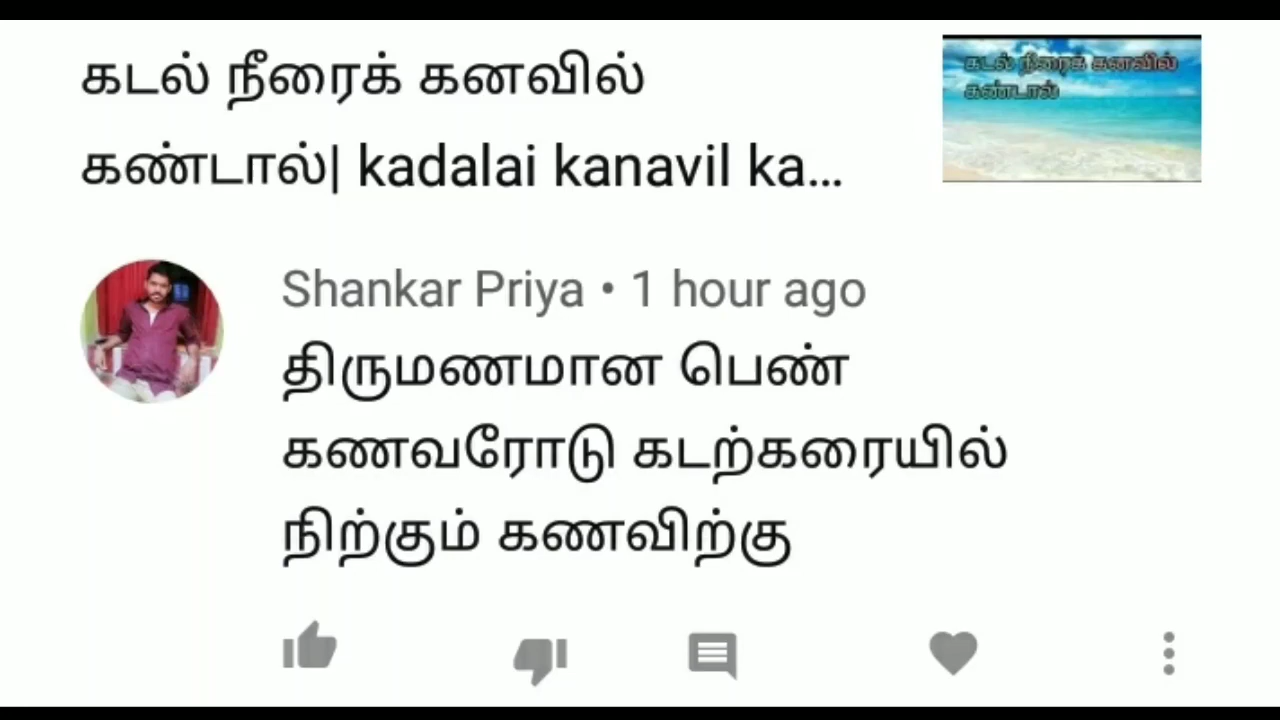 கடல் நீரைக் கனவில்
கண்டால்| kadalai kanavil ka...
கடல் நீரைக் கனவில்
கண்டால்
Shankar Priya • 1 hour ago
திருமணமான பெண்
கணவரோடு கடற்கரையில்
நிற்கும் கணவிற்கு